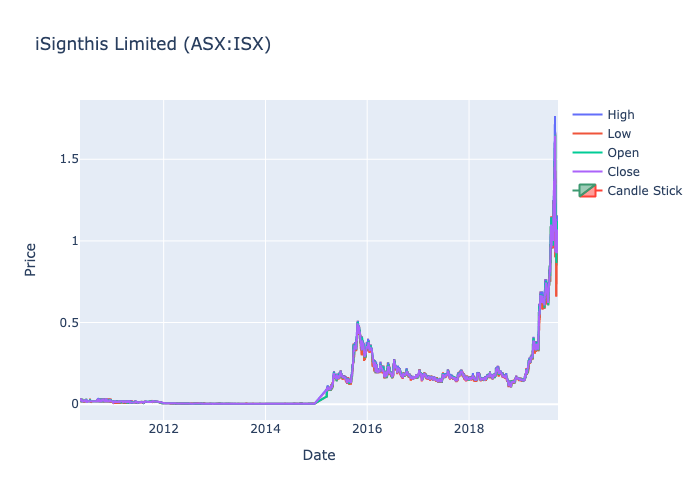 iSignthis Limited (ASX:ISX)
High
Low
Open
Close
Candle Stick
Price
1.5
1
0.5
0
2012
2014
2016
2018
Date